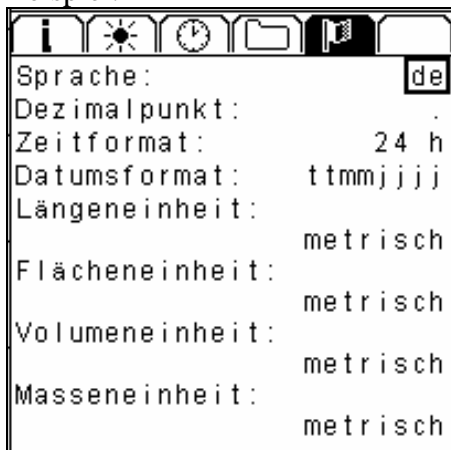 i
Sprache: de
Dezimalpunkt: .
Zeitformat: 24 h
Datumsformat: ttmmjjjj
Längeneinheit:
metrisch
Flächeneinheit:
metrisch
Volumeneinheit:
metrisch
Masseneinheit:
metrisch